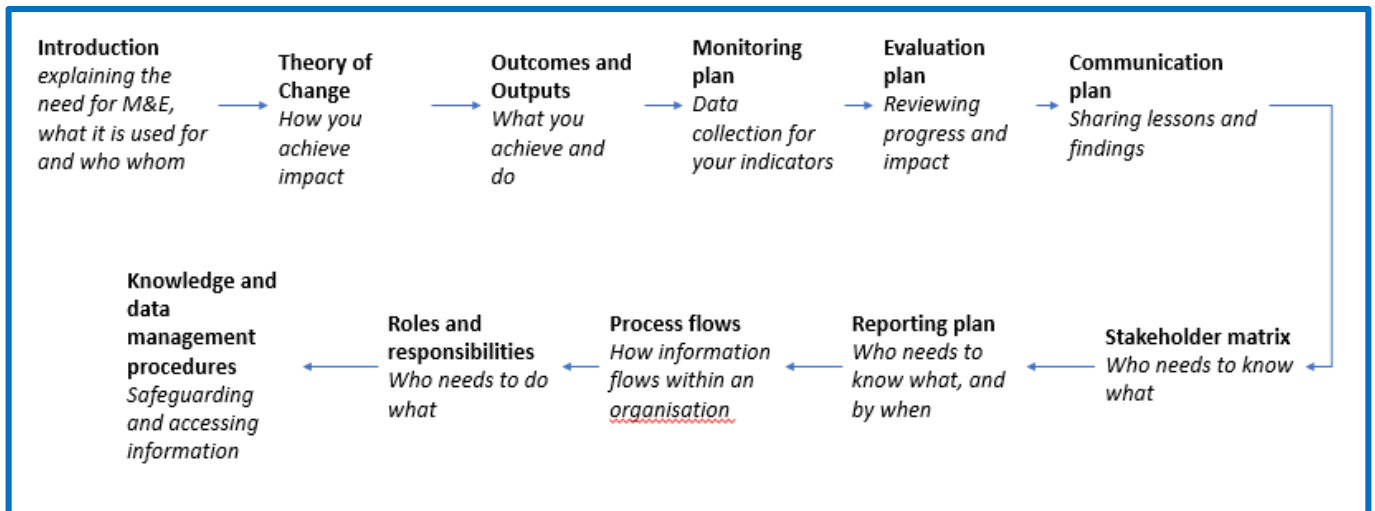 Introduction
explaining the
need for M&E,
what it is used for
and who whom
Theory of
Change
How you
achieve
impact
Outcomes and
Outputs
What you
achieve and
do
Monitoring
plan
Data
collection for
your indicators
Evaluation
plan
Reviewing
progress and
impact
Communication
plan
Sharing lessons and
findings
Stakeholder matrix
Who needs to know
what
Reporting plan
Who needs to
know what, and
by when
Process flows
How information
flows within an
organisation
Roles and
responsibilities
Who needs to do
what
Knowledge and
data
management
procedures
Safeguarding
and accessing
information